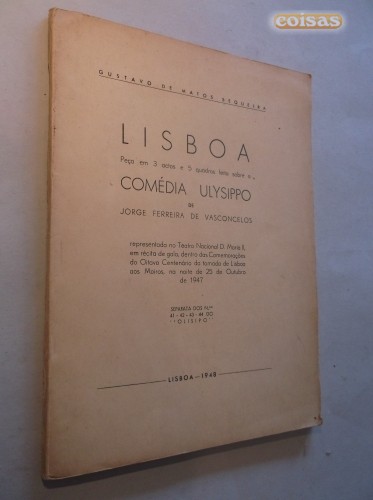 coisas
GUSTAVO DE MATOS SEQUEIRA
LISBOA
Peça em 3 actos e 5 quadros feita sobre a
COMÉDIA ULYSIPPO
DE
JORGE FERREIRA DE VASCONCELOS
representada no Teatro Nacional D. Maria II,
em récita de gala, dentro das Comemorações
do Oitavo Centenário da tomada de Lisboa
aos Moiros, na noite de 25 de Outubro
de 1947
SEPARATA DOS N.os
41 - 42 - 43 - 44 DO
"OLISIPO"
LISBOA — 1948